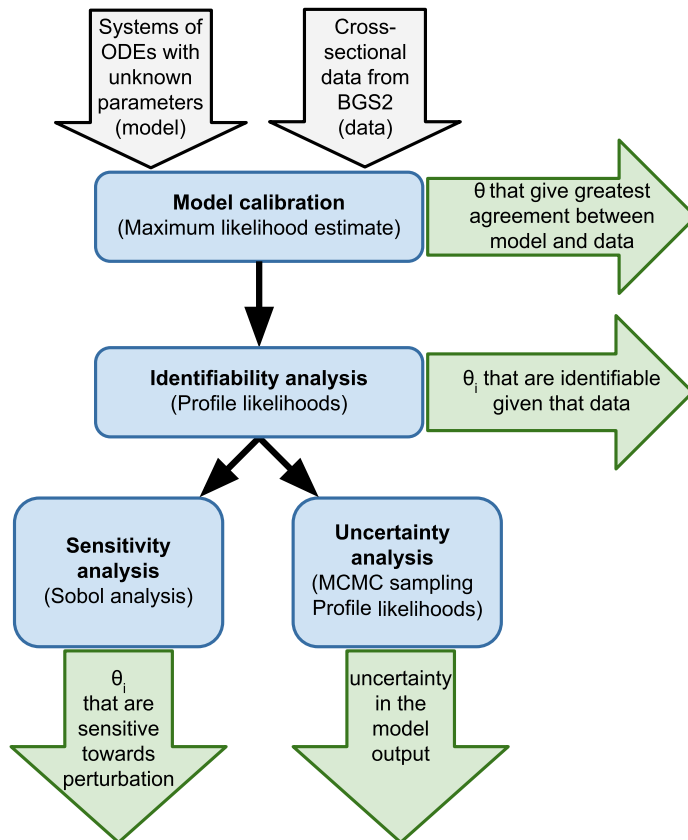 Systems of
ODEs with
unknown
parameters
(model)
Cross-
sectional
data from
BGS2
(data)
Model calibration
(Maximum likelihood estimate)
θ that give greatest
agreement between
model and data
Identifiability analysis
(Profile likelihoods)
θi that are identifiable
given that data
Sensitivity
analysis
(Sobol analysis)
Uncertainty
analysis
(MCMC sampling
Profile likelihoods)
θi
that are
sensitive
towards
perturbation
uncertainty
in the
model
output